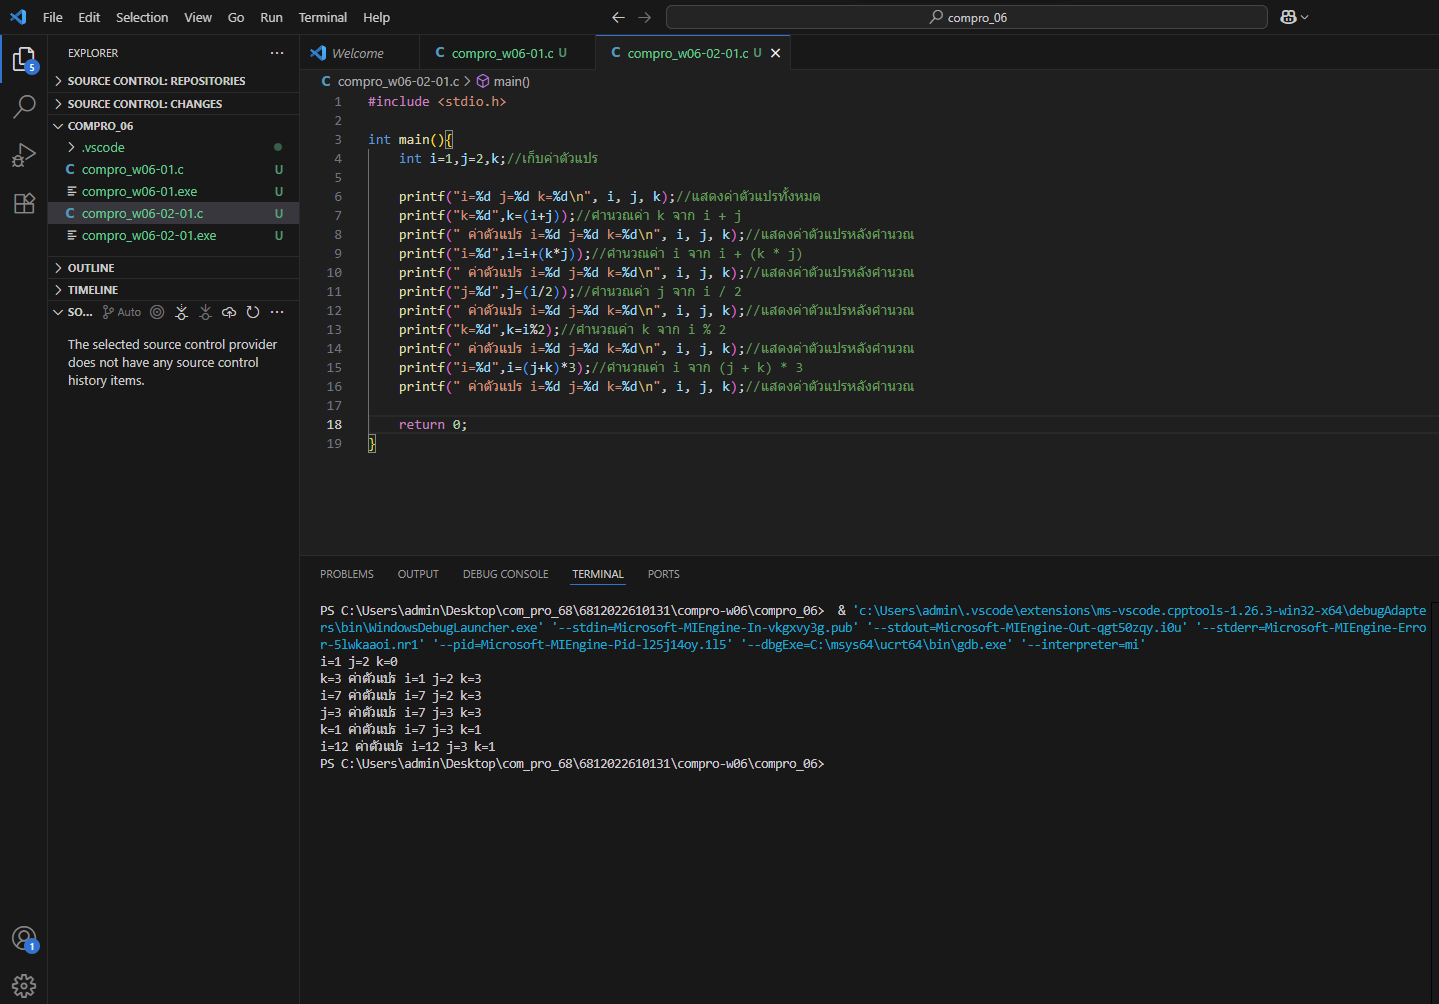 File Edit Selection View Go Run Terminal Help
compro_06
EXPLORER
SOURCE CONTROL: REPOSITORIES
SOURCE CONTROL: CHANGES
COMPRO_06
.vscode
C compro_w06-01.c U
compro_w06-01.exe U
C compro_w06-02-01.c U
compro_w06-02-01.exe U
OUTLINE
TIMELINE
SO... Auto
The selected source control provider
does not have any source control
history items.
5
1
Welcome C compro_w06-01.c U C compro_w06-02-01.c U
C compro_w06-02-01.c > main()
1 #include <stdio.h>
2
3 int main(){
4 int i=1,j=2,k;//เก็บค่าตัวแปร
5
6 printf("i=%d j=%d k=%d\n", i, j, k);//แสดงค่าตัวแปรทั้งหมด
7 printf("k=%d",k=(i+j));//คำนวณค่า k จาก i + j
8 printf(" ค่าตัวแปร i=%d j=%d k=%d\n", i, j, k);//แสดงค่าตัวแปรหลังคำนวณ
9 printf("i=%d",i=i+(k*j));//คำนวณค่า i จาก i + (k * j)
10 printf(" ค่าตัวแปร i=%d j=%d k=%d\n", i, j, k);//แสดงค่าตัวแปรหลังคำนวณ
11 printf("j=%d",j=(i/2));//คำนวณค่า j จาก i / 2
12 printf(" ค่าตัวแปร i=%d j=%d k=%d\n", i, j, k);//แสดงค่าตัวแปรหลังคำนวณ
13 printf("k=%d",k=i%2);//คำนวณค่า k จาก i % 2
14 printf(" ค่าตัวแปร i=%d j=%d k=%d\n", i, j, k);//แสดงค่าตัวแปรหลังคำนวณ
15 printf("i=%d",i=(j+k)*3);//คำนวณค่า i จาก (j + k) * 3
16 printf(" ค่าตัวแปร i=%d j=%d k=%d\n", i, j, k);//แสดงค่าตัวแปรหลังคำนวณ
17
18 return 0;
19 }
PROBLEMS OUTPUT DEBUG CONSOLE TERMINAL PORTS
PS C:\Users\admin\Desktop\com_pro_68\6812022610131\compro-w06\compro_06> & 'c:\Users\admin\.vscode\extensions\ms-vscode.cpptools-1.26.3-win32-x64\debugAdapte
rs\bin\WindowsDebugLauncher.exe' '--stdin=Microsoft-MIEngine-In-vkgxvy3g.pub' '--stdout=Microsoft-MIEngine-Out-qgt50zqy.i0u' '--stderr=Microsoft-MIEngine-Erro
r-5lwkaaoi.nr1' '--pid=Microsoft-MIEngine-Pid-l25j14oy.1l5' '--dbgExe=C:\msys64\ucrt64\bin\gdb.exe' '--interpreter=mi'
i=1 j=2 k=0
k=3 ค่าตัวแปร i=1 j=2 k=3
i=7 ค่าตัวแปร i=7 j=2 k=3
j=3 ค่าตัวแปร i=7 j=3 k=3
k=1 ค่าตัวแปร i=7 j=3 k=1
i=12 ค่าตัวแปร i=12 j=3 k=1
PS C:\Users\admin\Desktop\com_pro_68\6812022610131\compro-w06\compro_06>